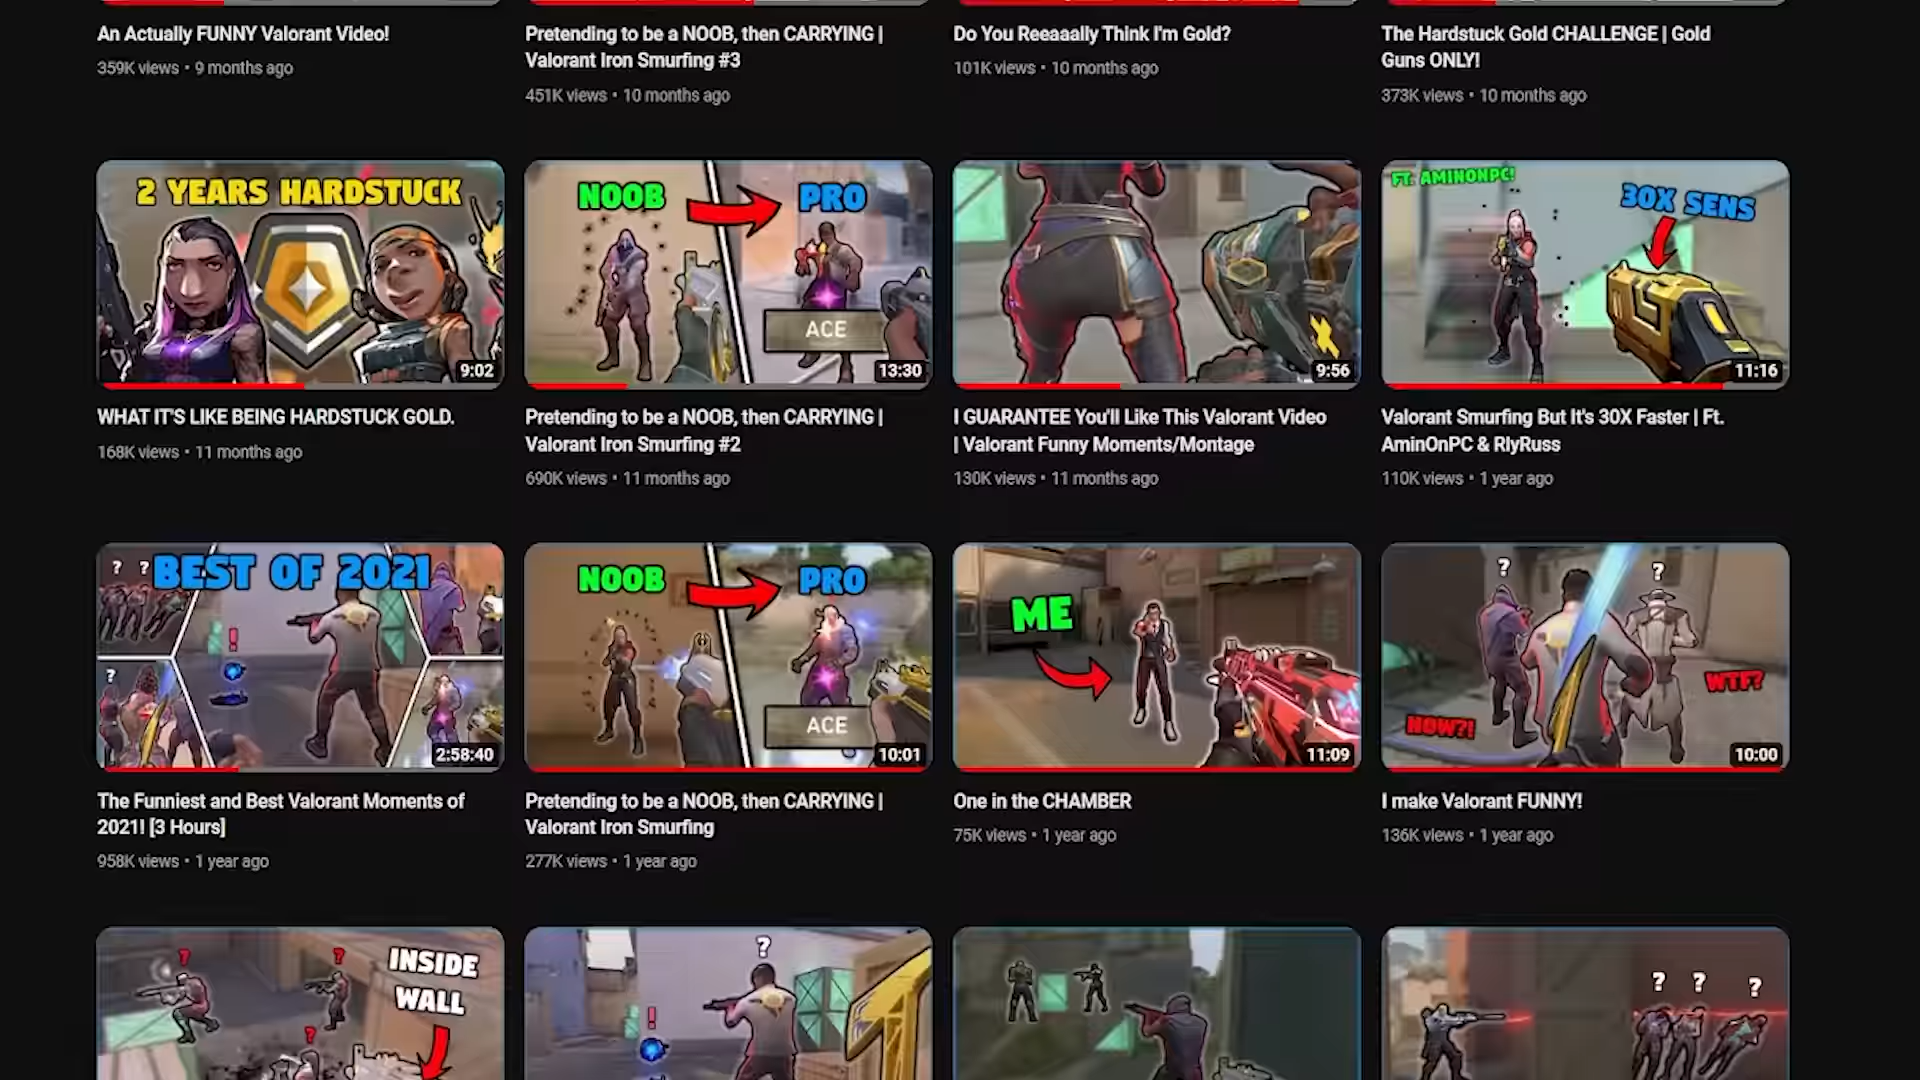 An Actually FUNNY Valorant Video!
359K views • 9 months ago
Pretending to be a NOOB, then CARRYING |
Valorant Iron Smurfing #3
451K views • 10 months ago
Do You Reeaaally Think I'm Gold?
101K views • 10 months ago
The Hardstuck Gold CHALLENGE | Gold
Guns ONLY!
373K views • 10 months ago
2 YEARS HARDSTUCK
9:02
WHAT IT'S LIKE BEING HARDSTUCK GOLD.
168K views • 11 months ago
NOOB
PRO
ACE
13:30
Pretending to be a NOOB, then CARRYING |
Valorant Iron Smurfing #2
690K views • 11 months ago
9:56
I GUARANTEE You'll Like This Valorant Video
| Valorant Funny Moments/Montage
130K views • 11 months ago
FT. AMINONPC!
30X SENS
11:16
Valorant Smurfing But It's 30X Faster | Ft.
AminOnPC & RlyRuss
110K views • 1 year ago
? ?
BEST OF 2021
!
?
2:58:40
The Funniest and Best Valorant Moments of
2021! [3 Hours]
958K views • 1 year ago
NOOB
PRO
ACE
10:01
Pretending to be a NOOB, then CARRYING |
Valorant Iron Smurfing
277K views • 1 year ago
ME
11:09
One in the CHAMBER
75K views • 1 year ago
? ?
WTF?
HOW?!
10:00
I make Valorant FUNNY!
136K views • 1 year ago
? ?
?
INSIDE
WALL
?
!
? ? ?